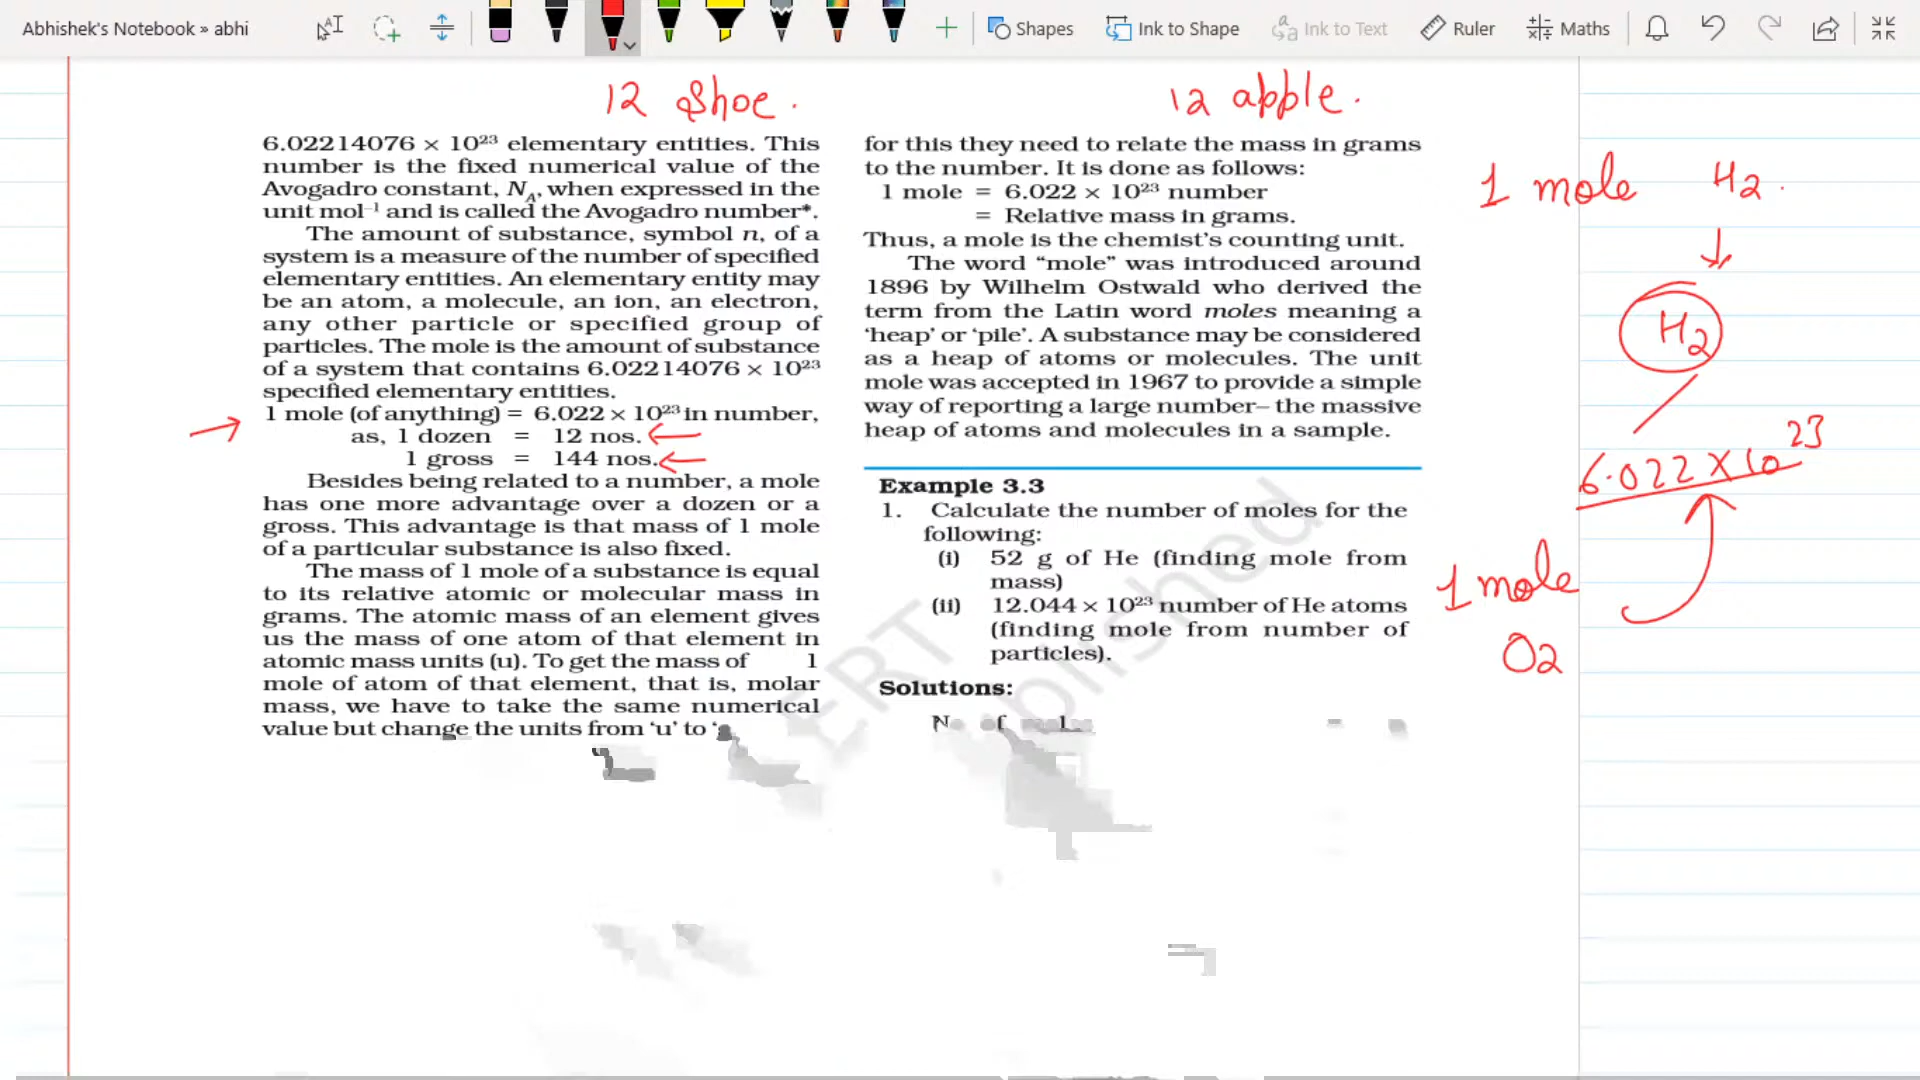 Abhishek's Notebook » abhi
Shapes
Ink to Shape
Ink to Text
Ruler
Maths
12 Shoe.
12 apple.
6.02214076 × 10²³ elementary entities. This
number is the fixed numerical value of the
Avogadro constant, N_A, when expressed in the
unit mol⁻¹ and is called the Avogadro number*.
The amount of substance, symbol n, of a
system is a measure of the number of specified
elementary entities. An elementary entity may
be an atom, a molecule, an ion, an electron,
any other particle or specified group of
particles. The mole is the amount of substance
of a system that contains 6.02214076 × 10²³
specified elementary entities.
1 mole (of anything) = 6.022 × 10²³ in number,
as, 1 dozen = 12 nos.
1 gross = 144 nos.
Besides being related to a number, a mole
has one more advantage over a dozen or a
gross. This advantage is that mass of 1 mole
of a particular substance is also fixed.
The mass of 1 mole of a substance is equal
to its relative atomic or molecular mass in
grams. The atomic mass of an element gives
us the mass of one atom of that element in
atomic mass units (u). To get the mass of 1
mole of atom of that element, that is, molar
mass, we have to take the same numerical
value but change the units from ‘u’ to
for this they need to relate the mass in grams
to the number. It is done as follows:
1 mole = 6.022 × 10²³ number
= Relative mass in grams.
Thus, a mole is the chemist’s counting unit.
The word “mole” was introduced around
1896 by Wilhelm Ostwald who derived the
term from the Latin word moles meaning a
‘heap’ or ‘pile’. A substance may be considered
as a heap of atoms or molecules. The unit
mole was accepted in 1967 to provide a simple
way of reporting a large number– the massive
heap of atoms and molecules in a sample.
Example 3.3
1. Calculate the number of moles for the
following:
(i) 52 g of He (finding mole from
mass)
(ii) 12.044 × 10²³ number of He atoms
(finding mole from number of
particles).
Solutions:
1 mole H2.
H2
6.022 × 10²³
1 mole
O2